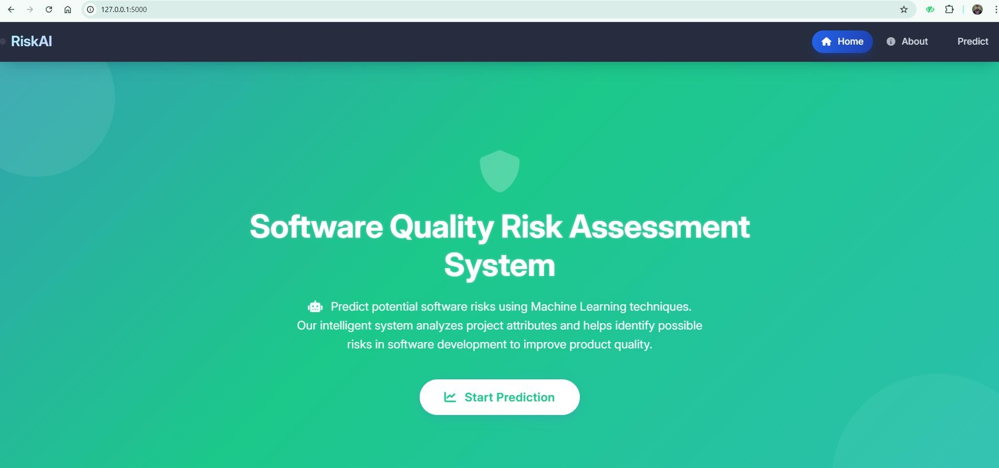 127.0.0.1:5000
RiskAI
Home
About
Predict
Software Quality Risk Assessment
System
Predict potential software risks using Machine Learning techniques.
Our intelligent system analyzes project attributes and helps identify possible
risks in software development to improve product quality.
Start Prediction